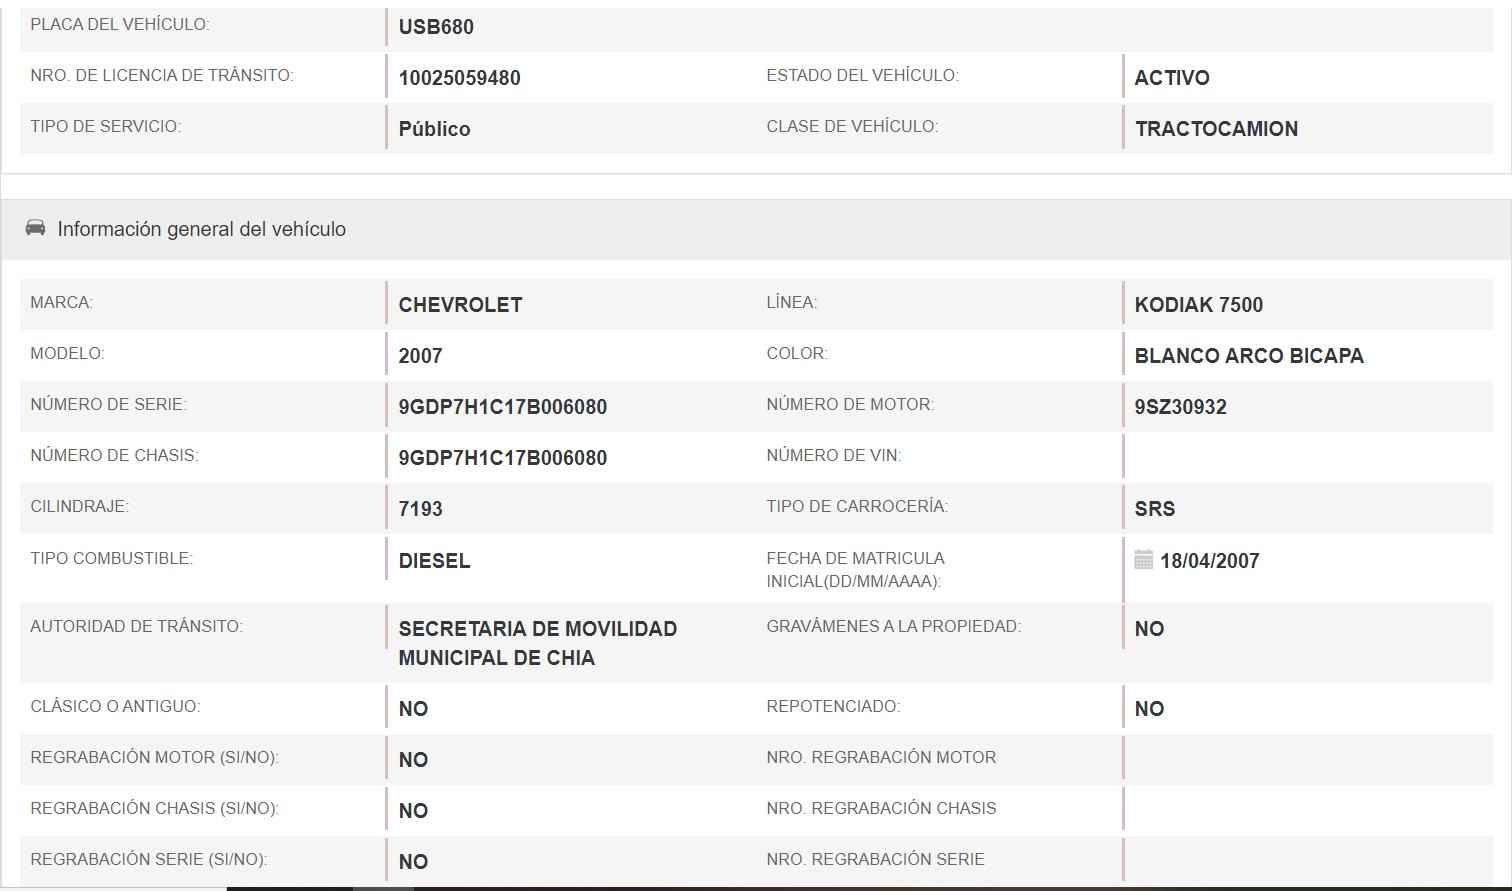 PLACA DEL VEHÍCULO: USB680
NRO. DE LICENCIA DE TRÁNSITO: 10025059480 ESTADO DEL VEHÍCULO: ACTIVO
TIPO DE SERVICIO: Público CLASE DE VEHÍCULO: TRACTOCAMION
Información general del vehículo
MARCA: CHEVROLET LÍNEA: KODIAK 7500
MODELO: 2007 COLOR: BLANCO ARCO BICAPA
NÚMERO DE SERIE: 9GDP7H1C17B006080 NÚMERO DE MOTOR: 9SZ30932
NÚMERO DE CHASIS: 9GDP7H1C17B006080 NÚMERO DE VIN:
CILINDRAJE: 7193 TIPO DE CARROCERÍA: SRS
TIPO COMBUSTIBLE: DIESEL FECHA DE MATRICULA 18/04/2007
INICIAL(DD/MM/AAAA):
AUTORIDAD DE TRÁNSITO: SECRETARIA DE MOVILIDAD GRAVÁMENES A LA PROPIEDAD: NO
MUNICIPAL DE CHIA
CLÁSICO O ANTIGUO: NO REPOTENCIADO: NO
REGRABACIÓN MOTOR (SI/NO): NO NRO. REGRABACIÓN MOTOR
REGRABACIÓN CHASIS (SI/NO): NO NRO. REGRABACIÓN CHASIS
REGRABACIÓN SERIE (SI/NO): NO NRO. REGRABACIÓN SERIE